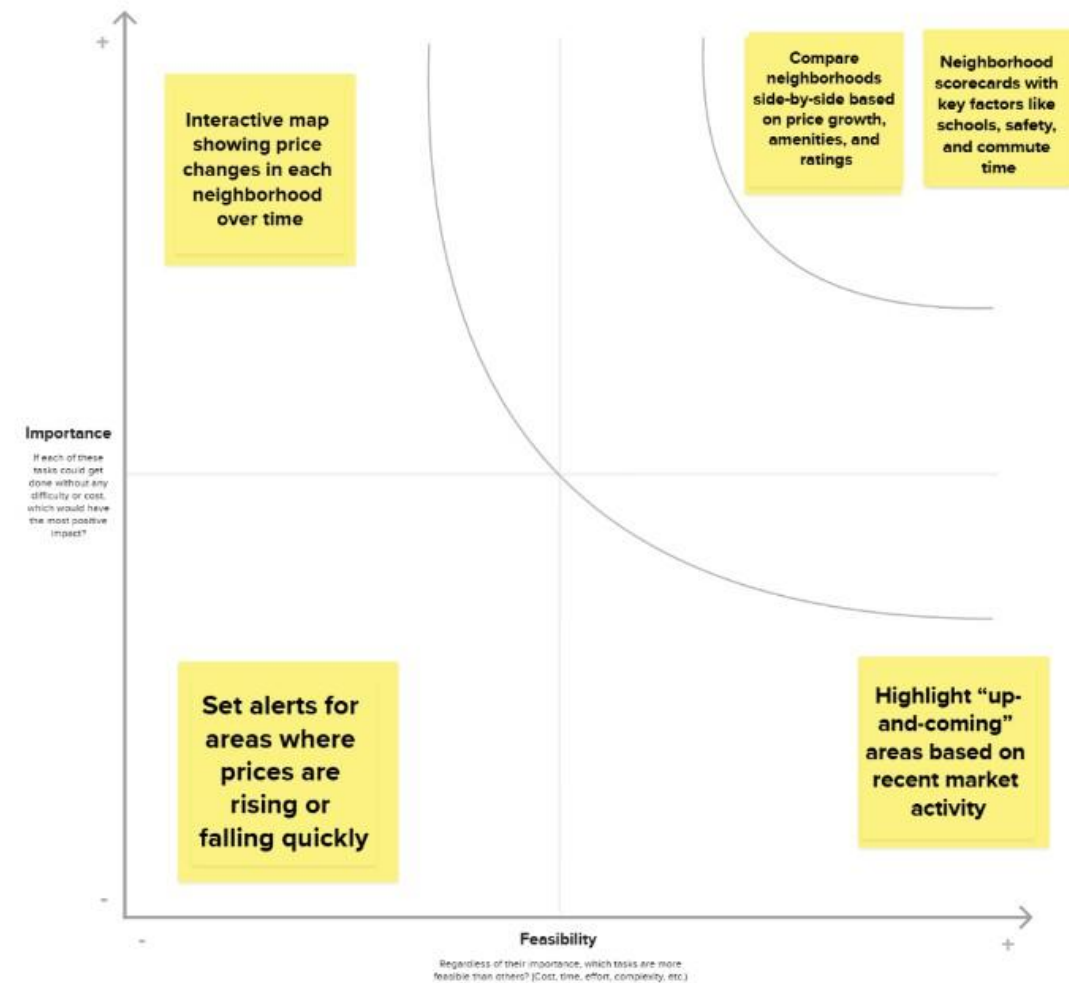 +
Interactive map
showing price
changes in each
neighborhood
over time
Compare
neighborhoods
side-by-side based
on price growth,
amenities, and
ratings
Neighborhood
scorecards with
key factors like
schools, safety,
and commute
time
Importance
If each of these
tasks could get
done without any
difficulty or cost,
which would have
the most positive
impact?
Set alerts for
areas where
prices are
rising or
falling quickly
Highlight “up-
and-coming”
areas based on
recent market
activity
-
-
Feasibility
+
Regardless of their importance, which tasks are more
feasible than others? (Cost, time, effort, complexity, etc.)